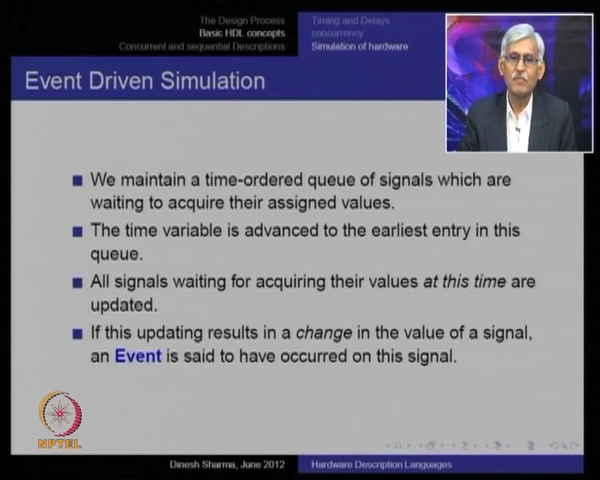 The Design Process
Basic HDL concepts
Concurrent and sequential Descriptions
Timing and Delays
concurrency
Simulation of hardware
Event Driven Simulation
We maintain a time-ordered queue of signals which are
waiting to acquire their assigned values.
The time variable is advanced to the earliest entry in this
queue.
All signals waiting for acquiring their values at this time are
updated.
If this updating results in a change in the value of a signal,
an Event is said to have occurred on this signal.
NPTEL
Dinesh Sharma, June 2012
Hardware Description Languages